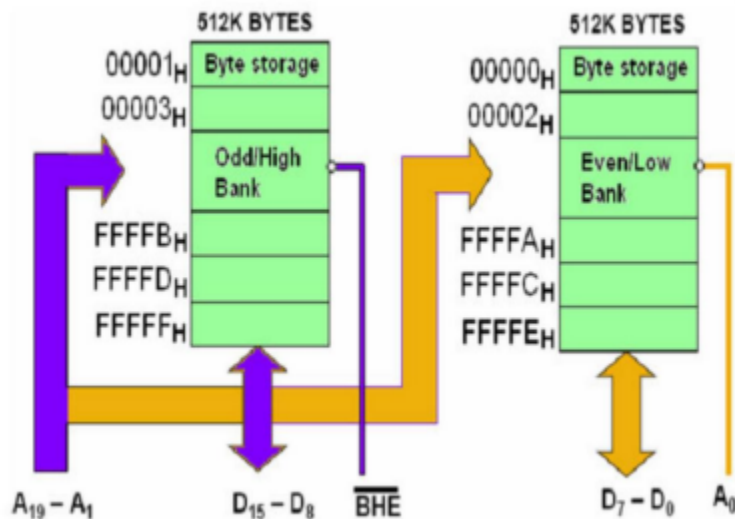 512K BYTES
00001H
Byte storage
00003H
Odd/High
Bank
FFFFBH
FFFFDH
FFFFFH
512K BYTES
00000H
Byte storage
00002H
Even/Low
Bank
FFFFAH
FFFFCH
FFFFEH
A19 – A1
D15 – D8
BHE
D7 – D0
A0